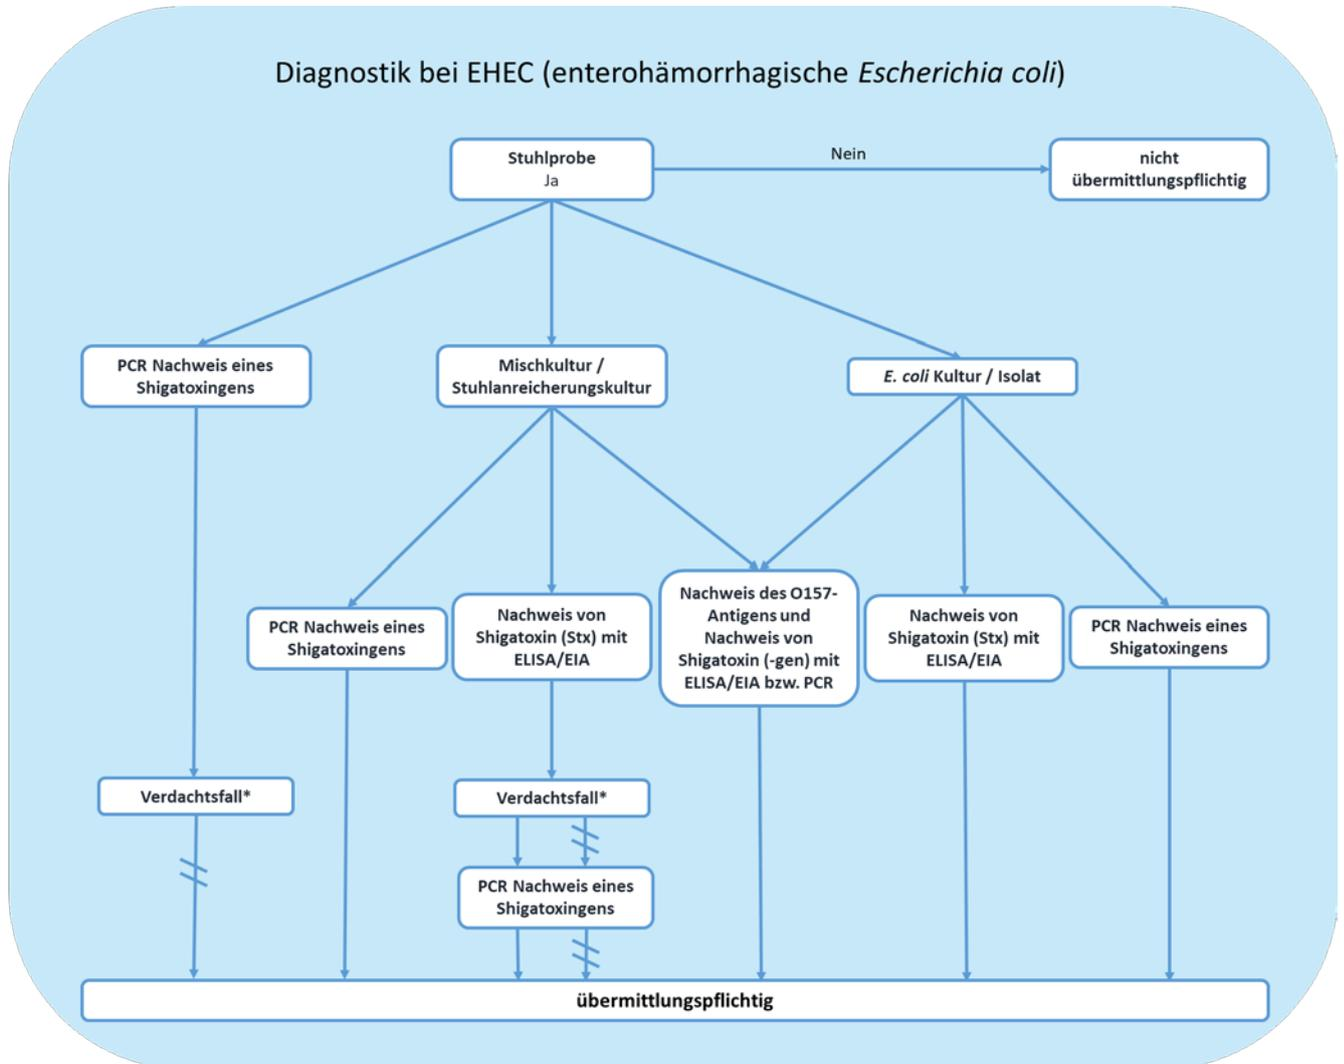 Diagnostik bei EHEC (enterohämorrhagische Escherichia coli)
Stuhlprobe
Ja
Nein
nicht
übermittlungspflichtig
PCR Nachweis eines
Shigatoxingens
Mischkultur /
Stuhlanreicherungskultur
E. coli Kultur / Isolat
PCR Nachweis eines
Shigatoxingens
Nachweis von
Shigatoxin (Stx) mit
ELISA/EIA
Nachweis des O157-
Antigens und
Nachweis von
Shigatoxin (-gen) mit
ELISA/EIA bzw. PCR
Nachweis von
Shigatoxin (Stx) mit
ELISA/EIA
PCR Nachweis eines
Shigatoxingens
Verdachtsfall*
Verdachtsfall*
PCR Nachweis eines
Shigatoxingens
übermittlungspflichtig